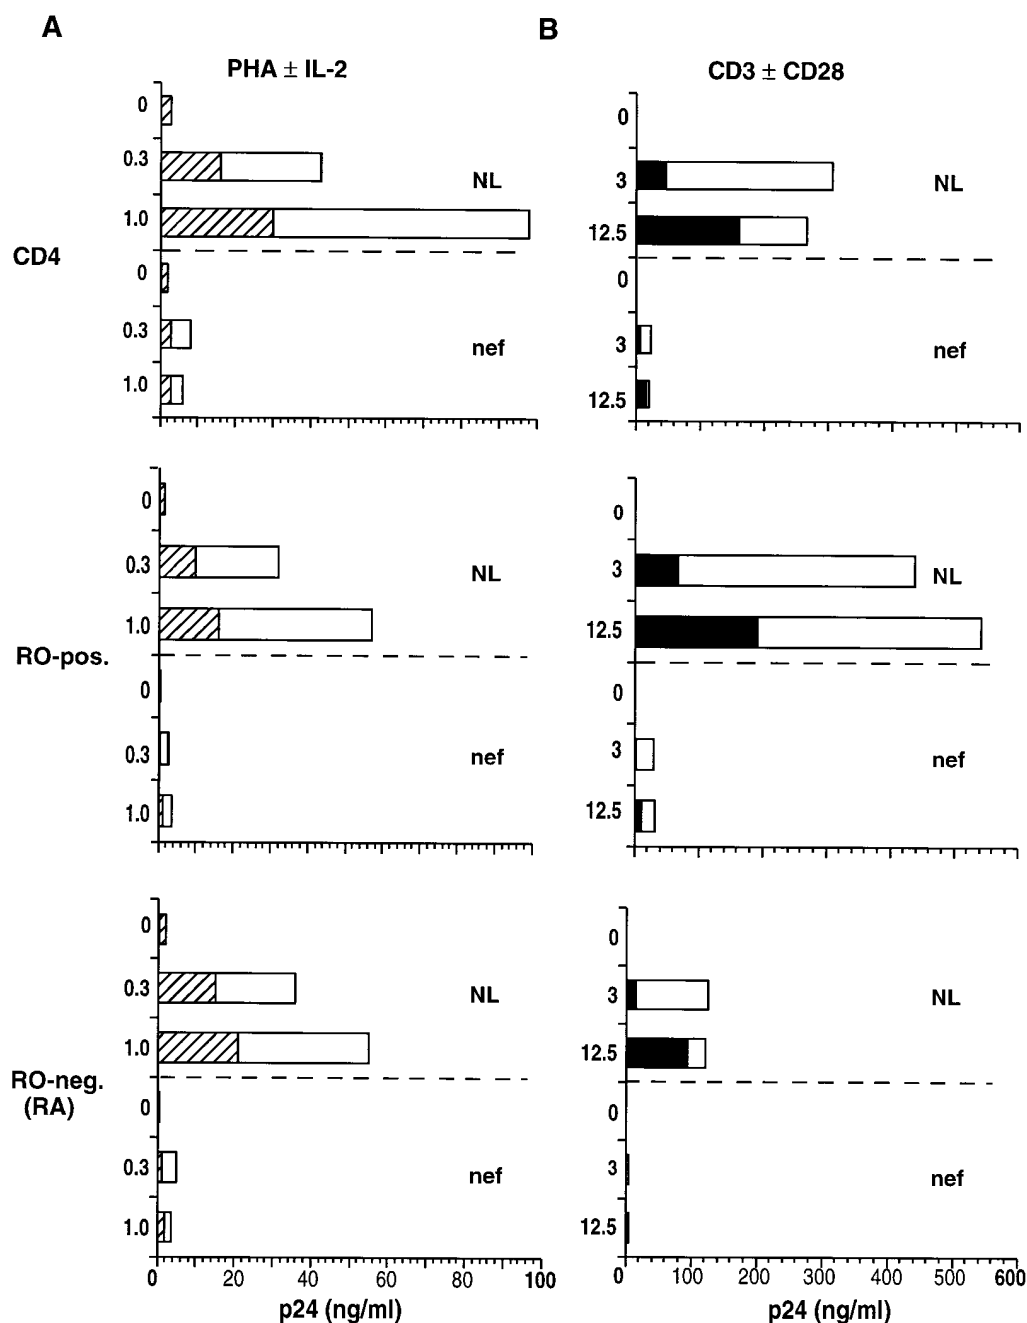 A
B
PHA ± IL-2
CD3 ± CD28
0
0.3
1.0
NL
CD4
0
0.3
1.0
nef
0
3
12.5
NL
0
3
12.5
nef
0
0.3
1.0
NL
RO-pos.
0
0.3
1.0
nef
0
3
12.5
NL
0
3
12.5
nef
0
0.3
1.0
NL
RO-neg.
(RA)
0
0.3
1.0
nef
0
3
12.5
NL
0
3
12.5
nef
0 20 40 60 80 100
p24 (ng/ml)
0 100 200 300 400 500 600
p24 (ng/ml)